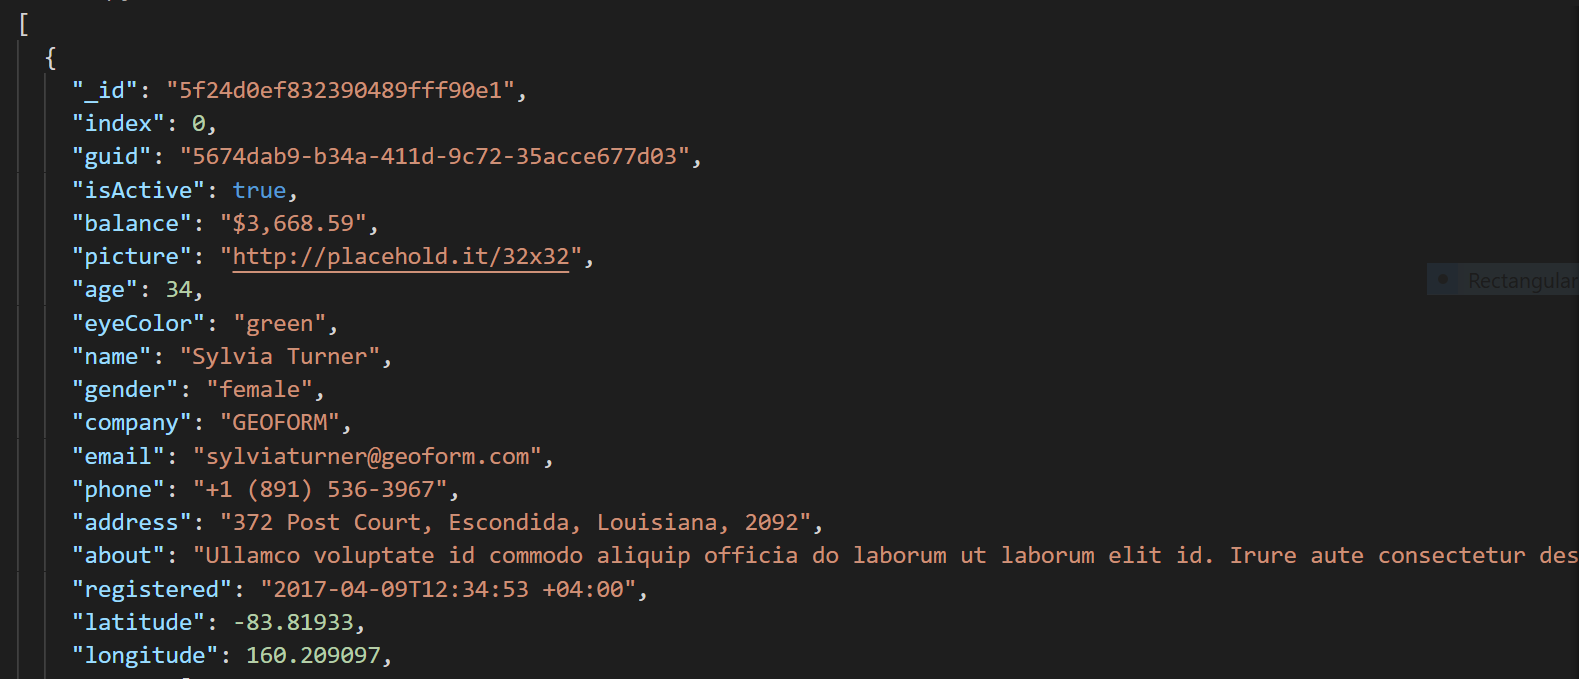 [
{
"_id": "5f24d0ef832390489fff90e1",
"index": 0,
"guid": "5674dab9-b34a-411d-9c72-35acce677d03",
"isActive": true,
"balance": "$3,668.59",
"picture": "http://placehold.it/32x32",
"age": 34,
Rectangular
"eyeColor": "green",
"name": "Sylvia Turner",
"gender": "female",
"company": "GEOFORM",
"email": "sylviaturner@geoform.com",
"phone": "+1 (891) 536-3967",
"address": "372 Post Court, Escondida, Louisiana, 2092",
"about": "Ullamco voluptate id commodo aliquip officia do laborum ut laborum elit id. Irure aute consectetur des
"registered": "2017-04-09T12:34:53 +04:00",
"latitude": -83.81933,
"longitude": 160.209097,